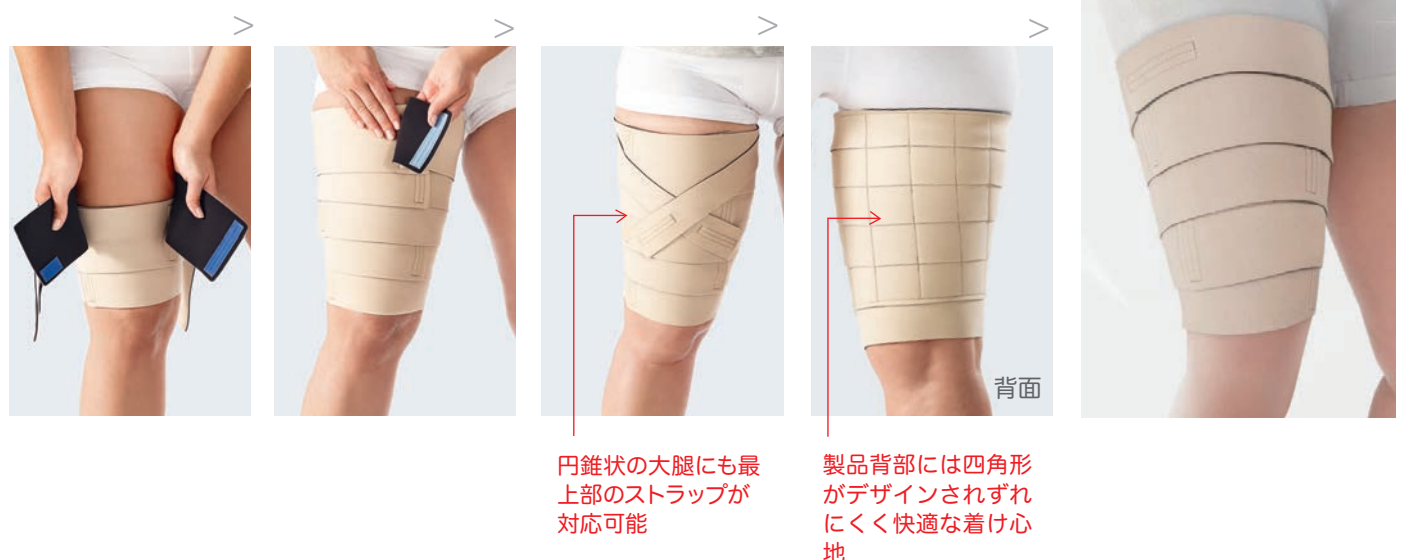 >
>
>
>
背面
円錐状の大腿にも最
上部のストラップが
対応可能
製品背部には四角形
がデザインされずれ
にくく快適な着け心
地